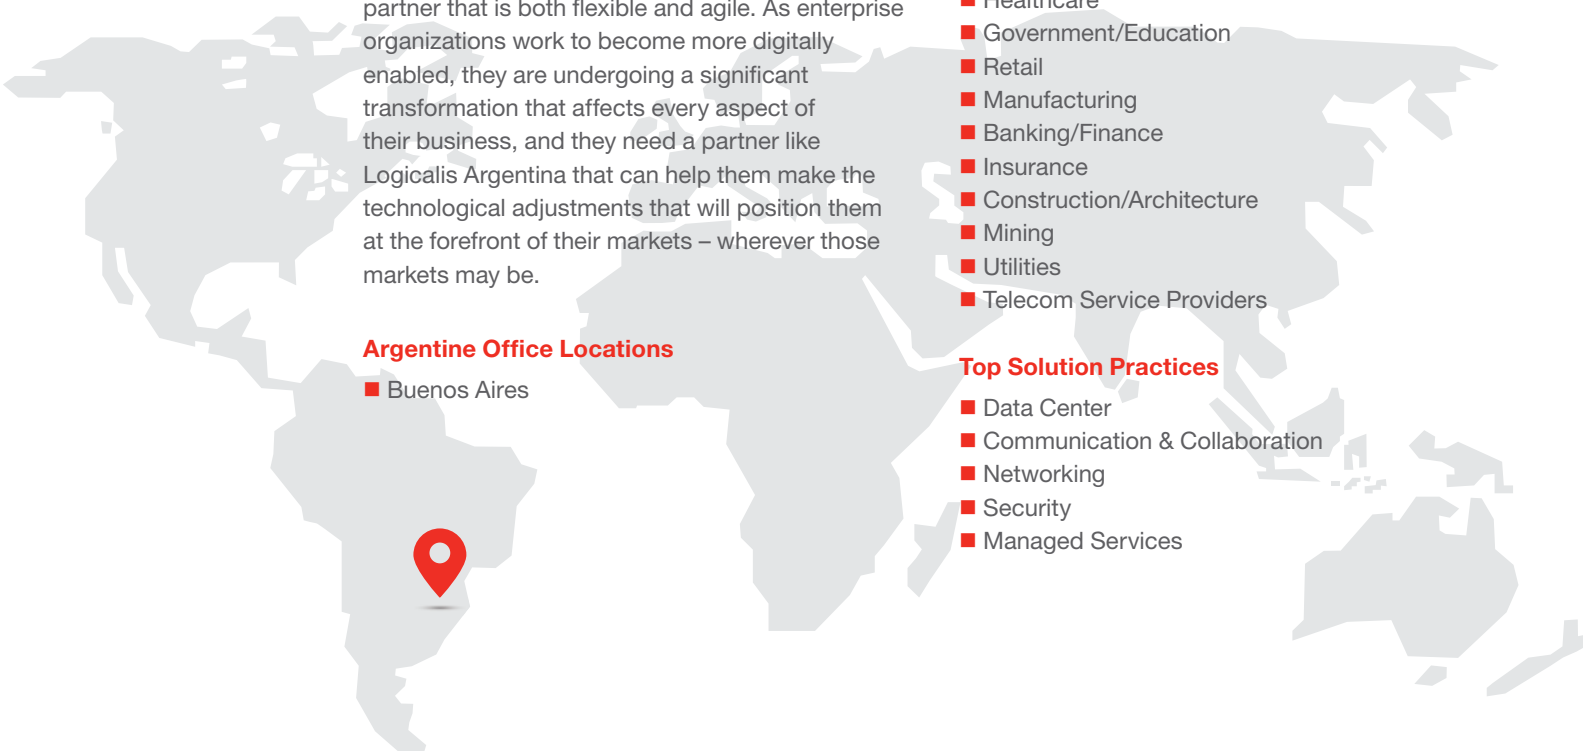 partner that is both flexible and agile. As enterprise
organizations work to become more digitally
enabled, they are undergoing a significant
transformation that affects every aspect of
their business, and they need a partner like
Logicalis Argentina that can help them make the
technological adjustments that will position them
at the forefront of their markets – wherever those
markets may be.
Argentine Office Locations
■ Buenos Aires
■ Healthcare
■ Government/Education
■ Retail
■ Manufacturing
■ Banking/Finance
■ Insurance
■ Construction/Architecture
■ Mining
■ Utilities
■ Telecom Service Providers
Top Solution Practices
■ Data Center
■ Communication & Collaboration
■ Networking
■ Security
■ Managed Services